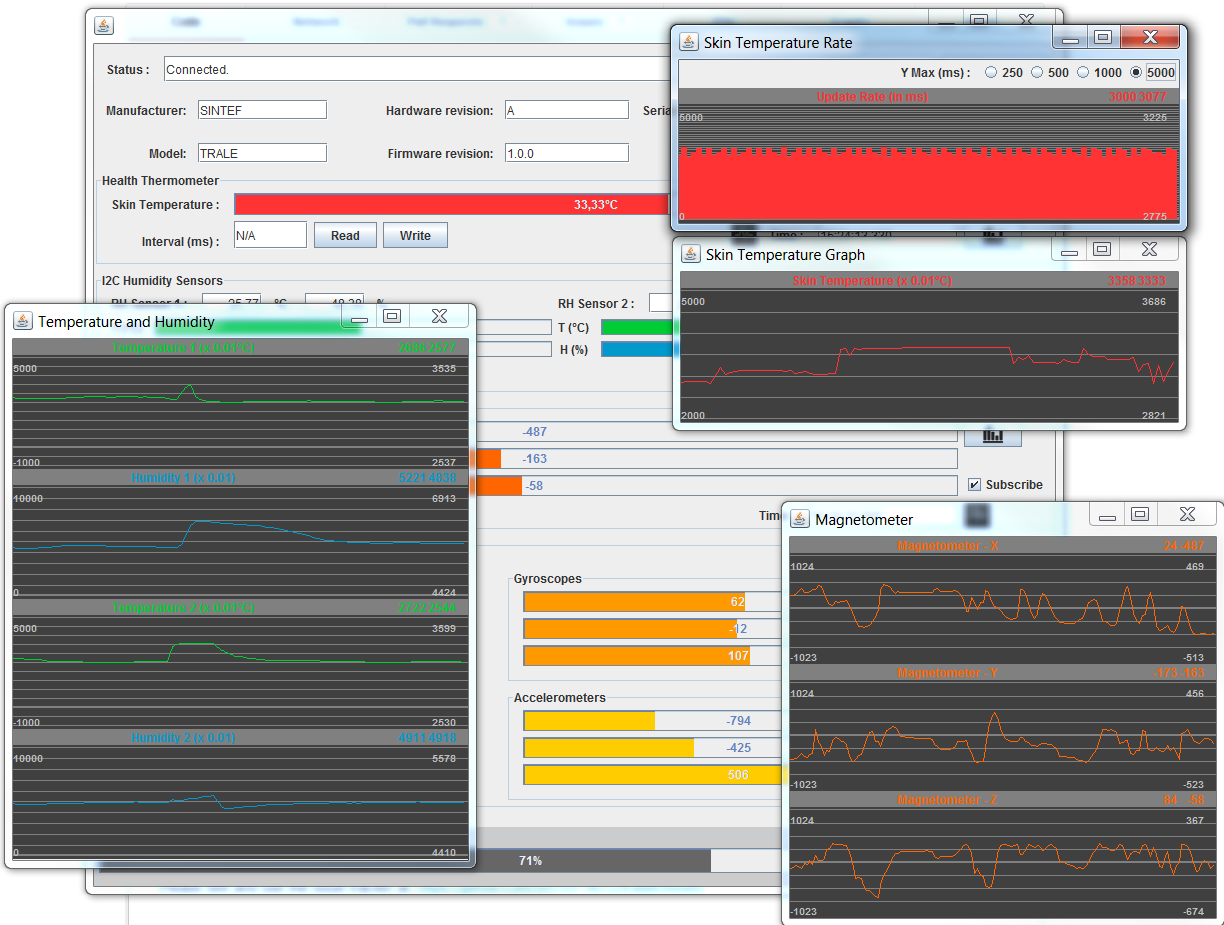 Status :
Connected.
Manufacturer:
SINTEF
Hardware revision:
A
Model:
TRALE
Firmware revision:
1.0.0
Health Thermometer
Skin Temperature :
33,33°C
Interval (ms) :
N/A
Read
Write
I2C Humidity Sensors
RH Sensor 2 :
T (°C)
H (%)
-487
-163
-58
Subscribe
Gyroscopes
62
-12
107
Accelerometers
-794
-425
506
71%
Skin Temperature Rate
Y Max (ms) :
250
500
1000
5000
Update Rate (in ms)
3000 3077
5000
3225
0
2775
Skin Temperature Graph
Skin Temperature (x 0.01°C)
3358 3333
5000
3686
2000
2821
Temperature and Humidity
Temperature 1 (x 0.01°C)
5000
3535
-1000
2537
Humidity 1 (x 0.01)
5221 4838
10000
6913
0
4424
Temperature 2 (x 0.01°C)
2722 2544
5000
3599
-1000
2530
Humidity 2 (x 0.01)
4911 4918
10000
5578
0
4410
Magnetometer
Magnetometer - X
24 -487
1024
469
-1023
-513
Magnetometer - Y
-173 -163
1024
456
-1023
-523
Magnetometer - Z
84 -58
1024
367
-1023
-674